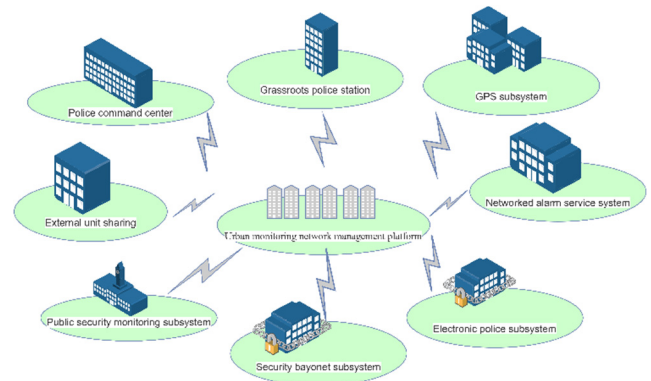 Grassroots police station
GPS subsystem
Police command center
Networked alarm service system
External unit sharing
Urban monitoring network management platform
Public security monitoring subsystem
Electronic police subsystem
Security bayonet subsystem